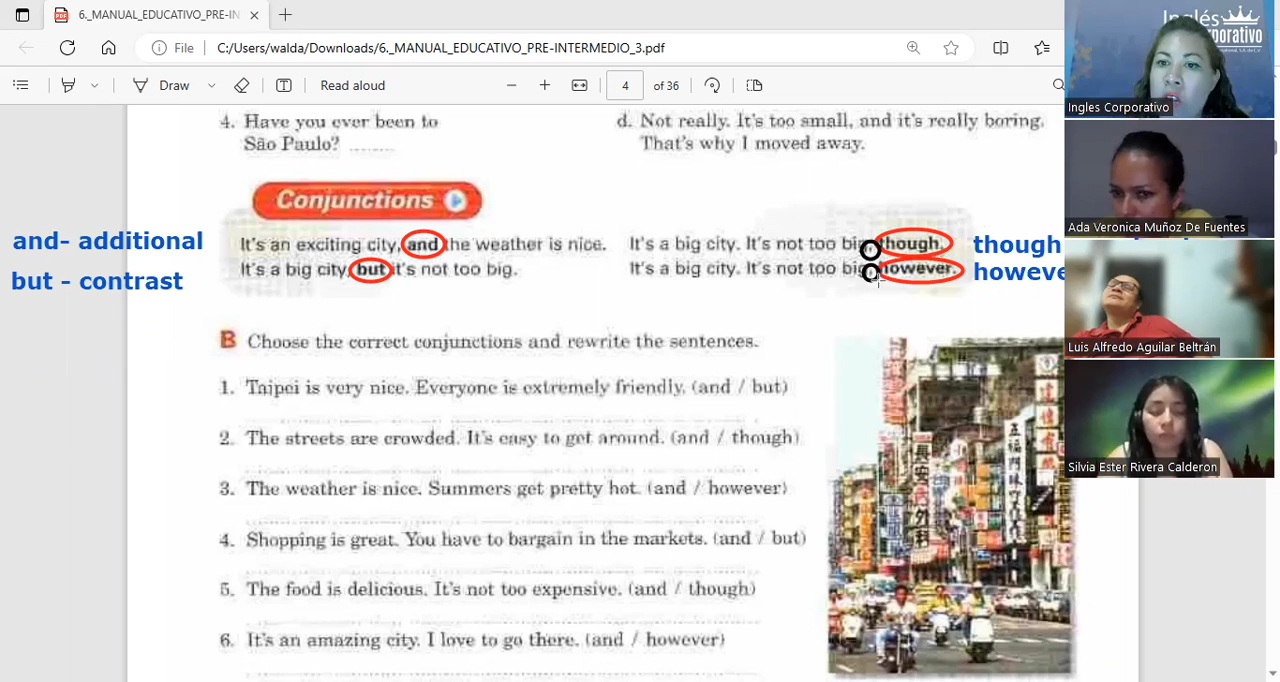 6._MANUAL_EDUCATIVO_PRE-IN
File C:/Users/walda/Downloads/6._MANUAL_EDUCATIVO_PRE-INTERMEDIO_3.pdf
Draw Read aloud 4 of 36
Inglés
rporativo
Ingles Corporativo
4. Have you ever been to
São Paulo? ........
d. Not really. It's too small, and it's really boring.
That's why I moved away.
Ada Veronica Muñoz De Fuentes
Conjunctions
and- additional
but - contrast
It's an exciting city, and the weather is nice.
It's a big city, but it's not too big.
It's a big city. It's not too big, though.
It's a big city. It's not too big, however.
though
howeve
Luis Alfredo Aguilar Beltrán
Silvia Ester Rivera Calderon
B Choose the correct conjunctions and rewrite the sentences.
1. Taipei is very nice. Everyone is extremely friendly. (and / but)
2. The streets are crowded. It's easy to get around. (and / though)
3. The weather is nice. Summers get pretty hot. (and / however)
4. Shopping is great. You have to bargain in the markets. (and / but)
5. The food is delicious. It's not too expensive. (and / though)
6. It's an amazing city. I love to go there. (and / however)